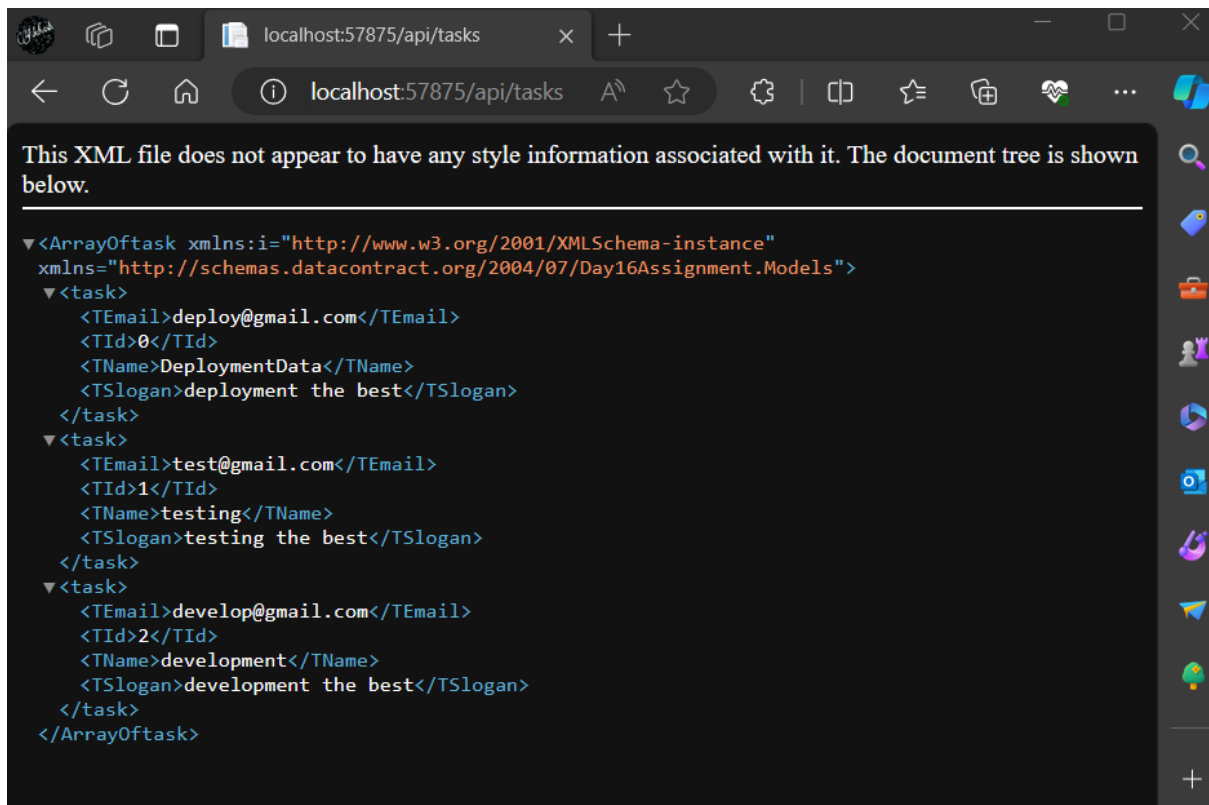 localhost:57875/api/tasks
localhost:57875/api/tasks
This XML file does not appear to have any style information associated with it. The document tree is shown
below.
▼<ArrayOftask xmlns:i="http://www.w3.org/2001/XMLSchema-instance"
xmlns="http://schemas.datacontract.org/2004/07/Day16Assignment.Models">
▼<task>
<TEmail>deploy@gmail.com</TEmail>
<TId>0</TId>
<TName>DeploymentData</TName>
<TSlogan>deployment the best</TSlogan>
</task>
▼<task>
<TEmail>test@gmail.com</TEmail>
<TId>1</TId>
<TName>testing</TName>
<TSlogan>testing the best</TSlogan>
</task>
▼<task>
<TEmail>develop@gmail.com</TEmail>
<TId>2</TId>
<TName>development</TName>
<TSlogan>development the best</TSlogan>
</task>
</ArrayOftask>